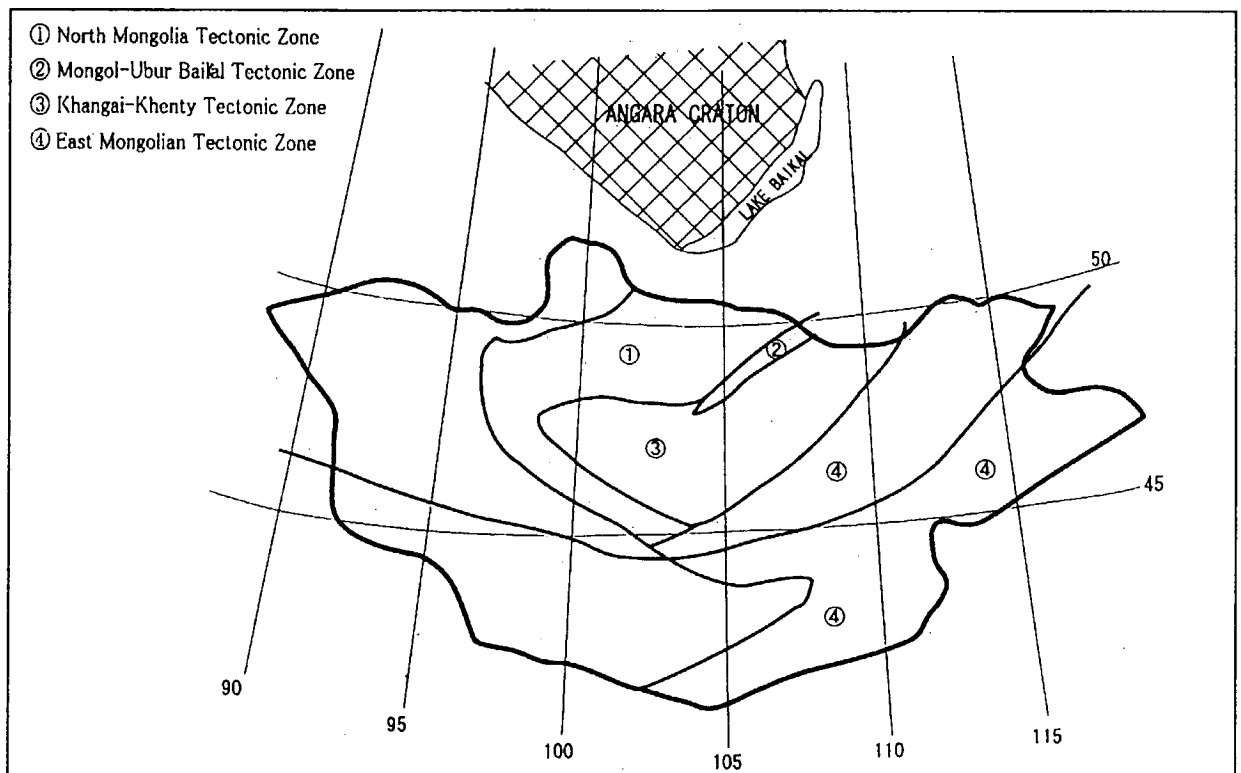 ① North Mongolia Tectonic Zone
② Mongol-Ubur Baikal Tectonic Zone
③ Khangai-Khenty Tectonic Zone
④ East Mongolian Tectonic Zone
ANGARA CRATON
LAKE BAIKAL
50
①
②
③
④
④
45
④
90
95
100
105
110
115